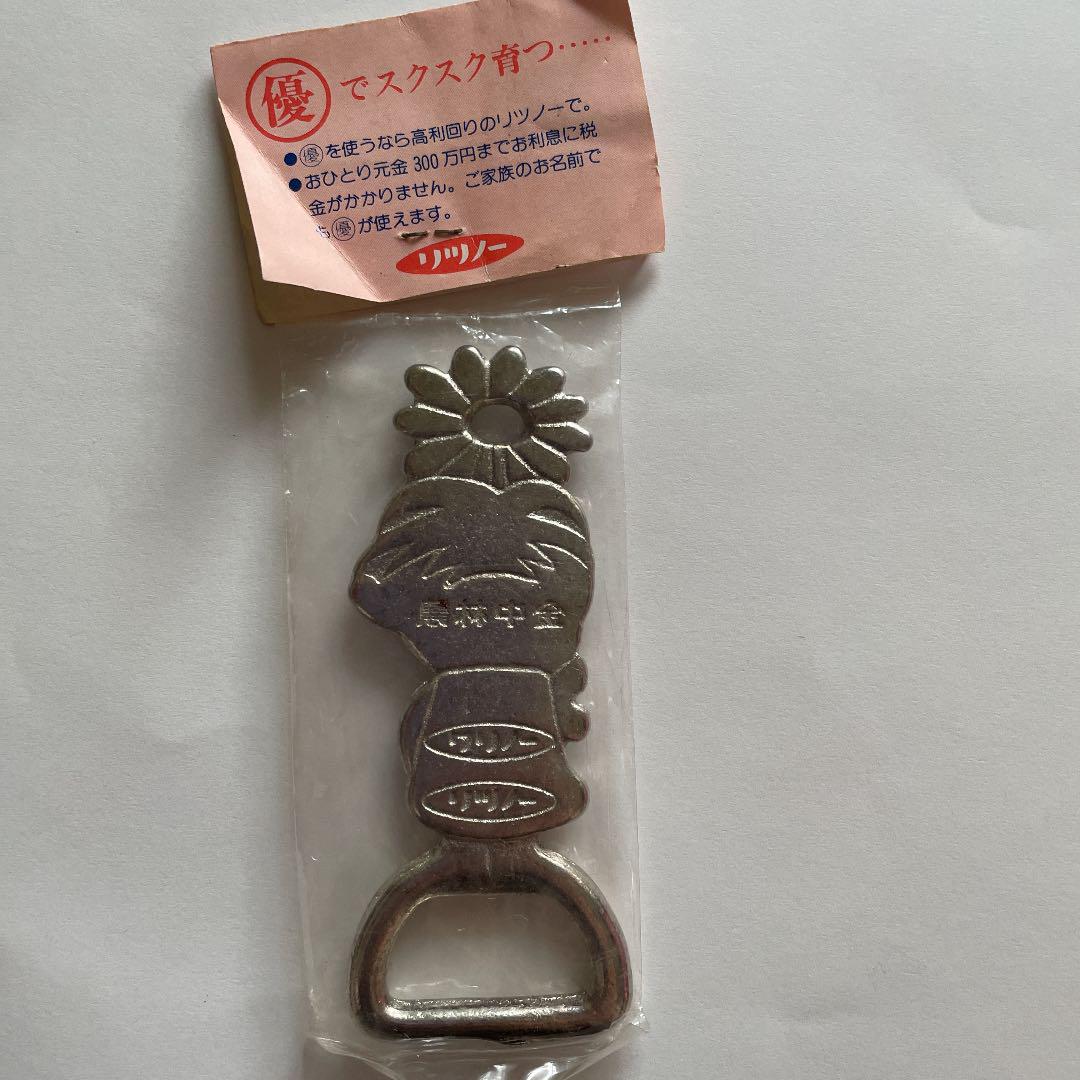 優でスクスク育つ‥‥‥
●優を使うなら高利回りのリツノーで。
●おひとり元金300万円までお利息に税
金がかかりません。ご家族のお名前で
も優が使えます。
リツノー
農林中金
ワリノー
リツノー